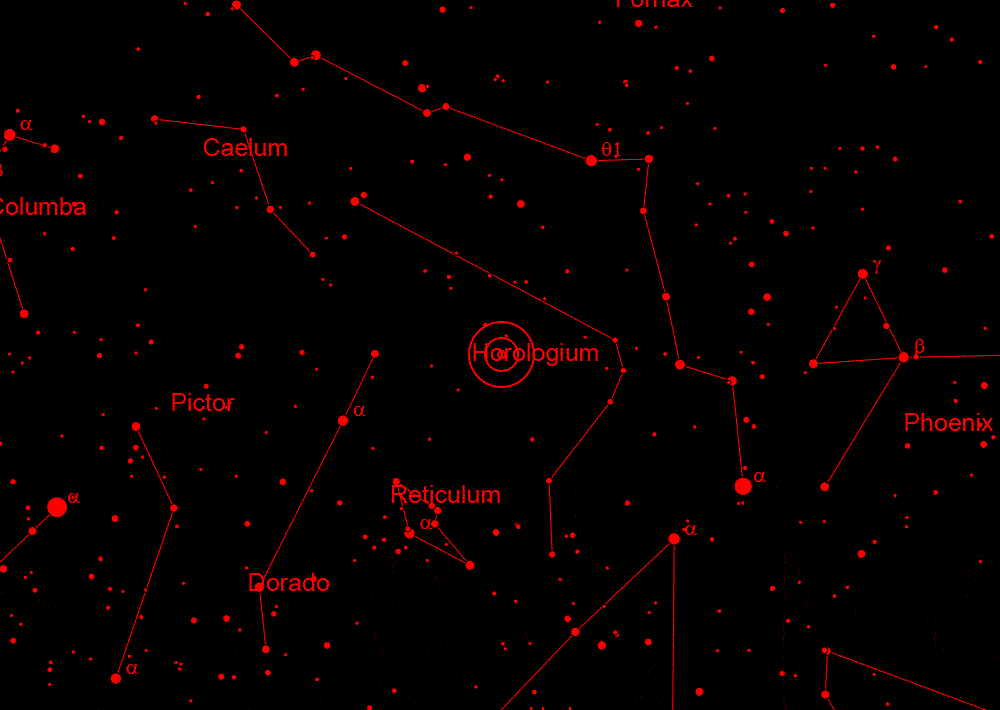 Fornax
α
Caelum
θ1
β
Columba
γ
Horologium
β
Pictor
α
Phoenix
α
Reticulum
α
α
α
Dorado
α